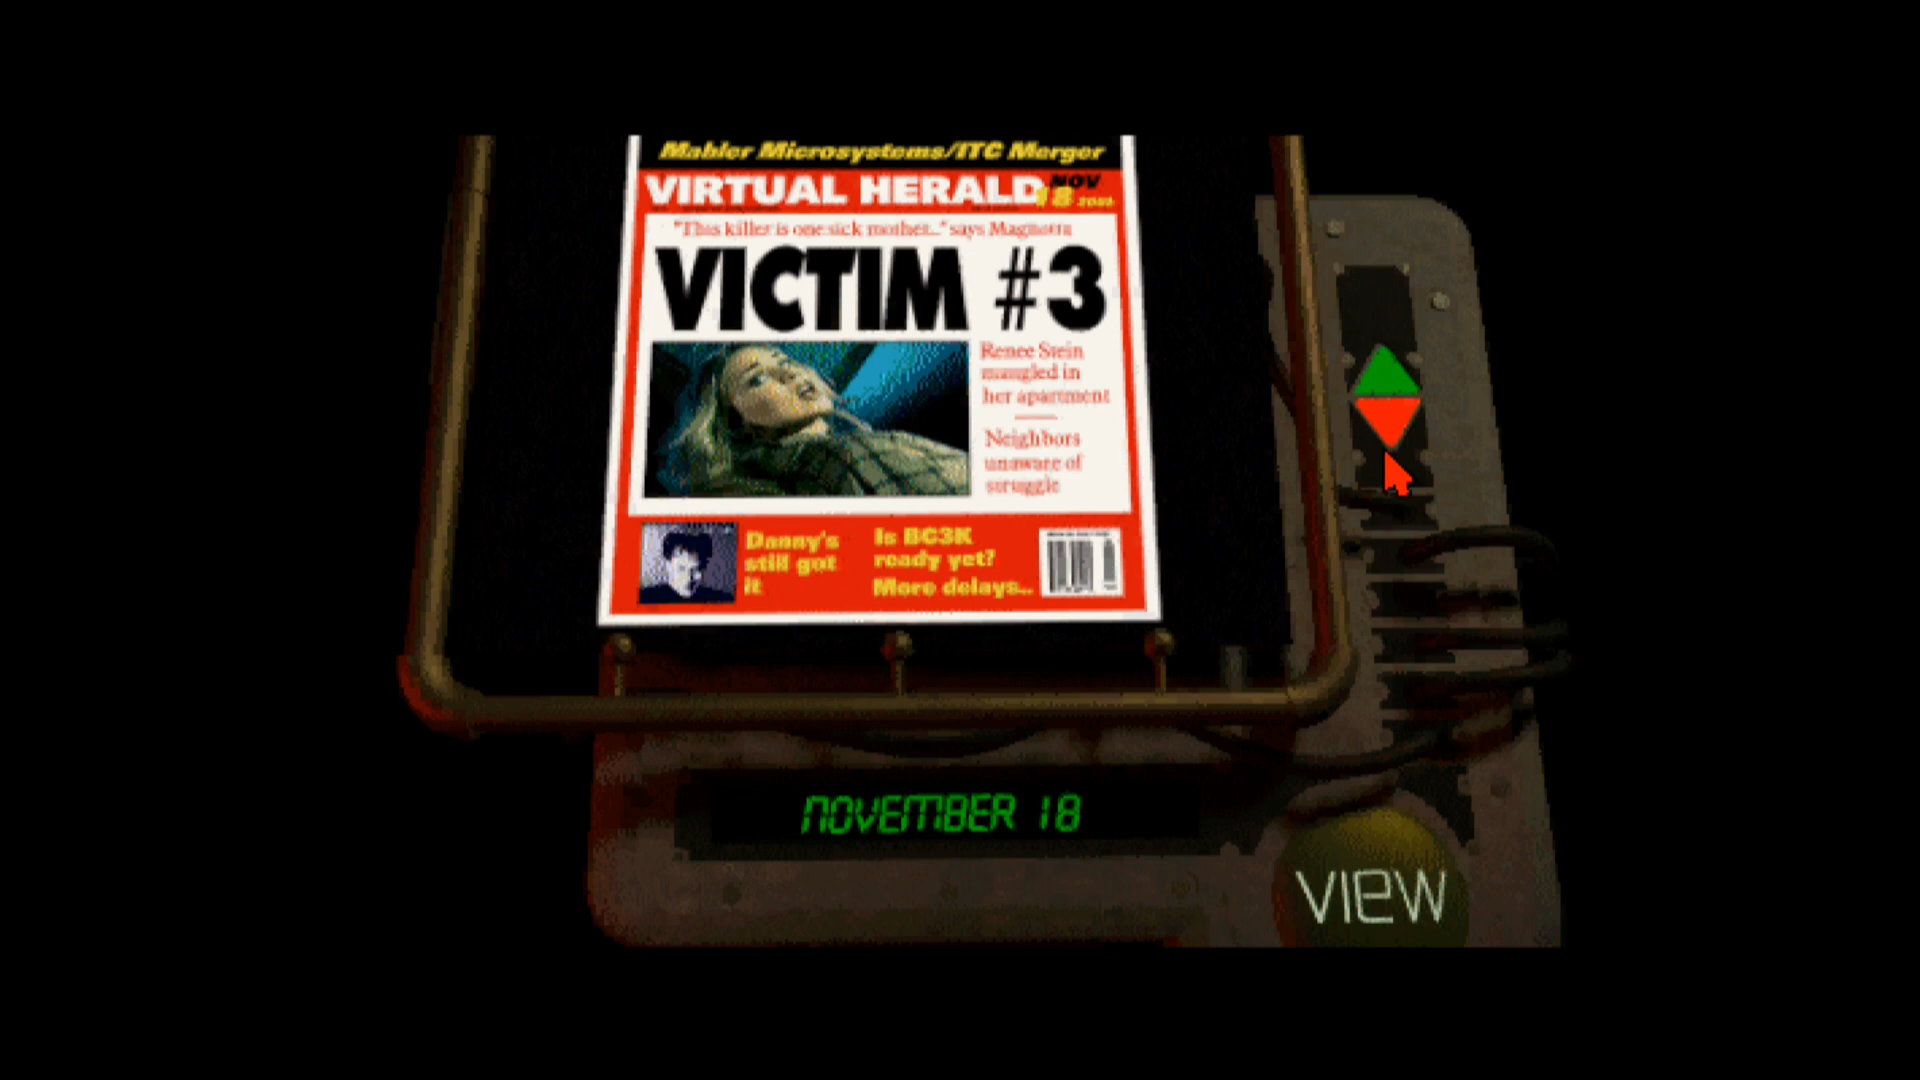 Mahler Microsystems/ITC Merger
VIRTUAL HERALD
NOV
18 2001
"This killer is one sick mother..." says Magnotta
VICTIM #3
Renee Stein
mangled in
her apartment
Neighbors
unaware of
struggle
Danny's
still got
it
Is BC3K
ready yet?
More delays...
NOVEMBER 18
VIEW